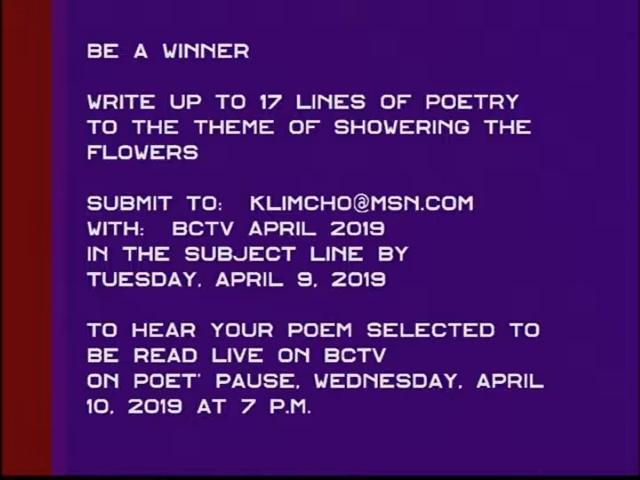 BE A WINNER
WRITE UP TO 17 LINES OF POETRY
TO THE THEME OF SHOWERING THE
FLOWERS
SUBMIT TO: KLIMCHO@MSN.COM
WITH: BCTV APRIL 2019
IN THE SUBJECT LINE BY
TUESDAY, APRIL 9, 2019
TO HEAR YOUR POEM SELECTED TO
BE READ LIVE ON BCTV
ON POET' PAUSE, WEDNESDAY, APRIL
10, 2019 AT 7 P.M.